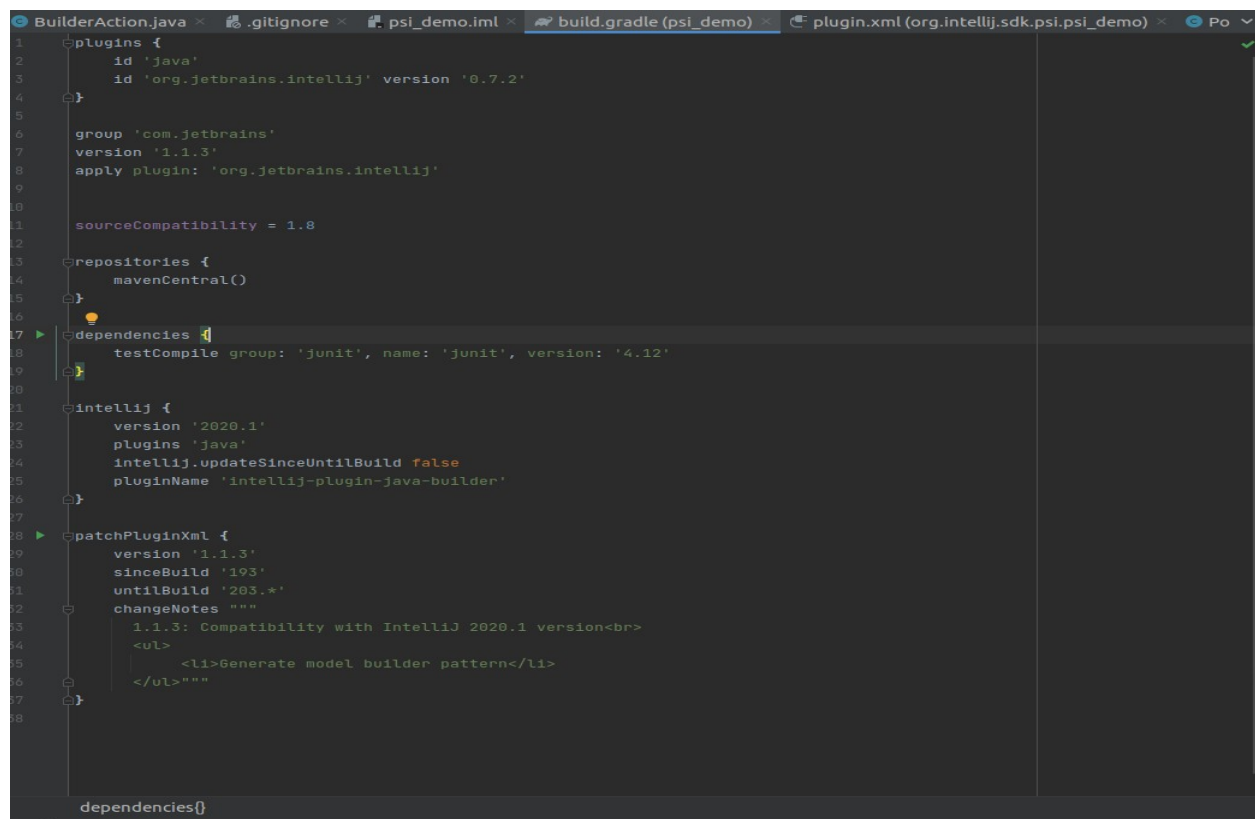 BuilderAction.java .gitignore psi_demo.iml build.gradle (psi_demo) plugin.xml (org.intellij.sdk.psi.psi_demo) Po
1 plugins {
2 id 'java'
3 id 'org.jetbrains.intellij' version '0.7.2'
4 }
5
6 group 'com.jetbrains'
7 version '1.1.3'
8 apply plugin: 'org.jetbrains.intellij'
9
10
11 sourceCompatibility = 1.8
12
13 repositories {
14 mavenCentral()
15 }
16
17 dependencies {
18 testCompile group: 'junit', name: 'junit', version: '4.12'
19 }
20
21 intellij {
22 version '2020.1'
23 plugins 'java'
24 intellij.updateSinceUntilBuild false
25 pluginName 'intellij-plugin-java-builder'
26 }
27
28 patchPluginXml {
29 version '1.1.3'
30 sinceBuild '193'
31 untilBuild '203.*'
32 changeNotes """
33 1.1.3: Compatibility with IntelliJ 2020.1 version<br>
34 <ul>
35 <li>Generate model builder pattern</li>
36 </ul>"""
37 }
38
dependencies{}